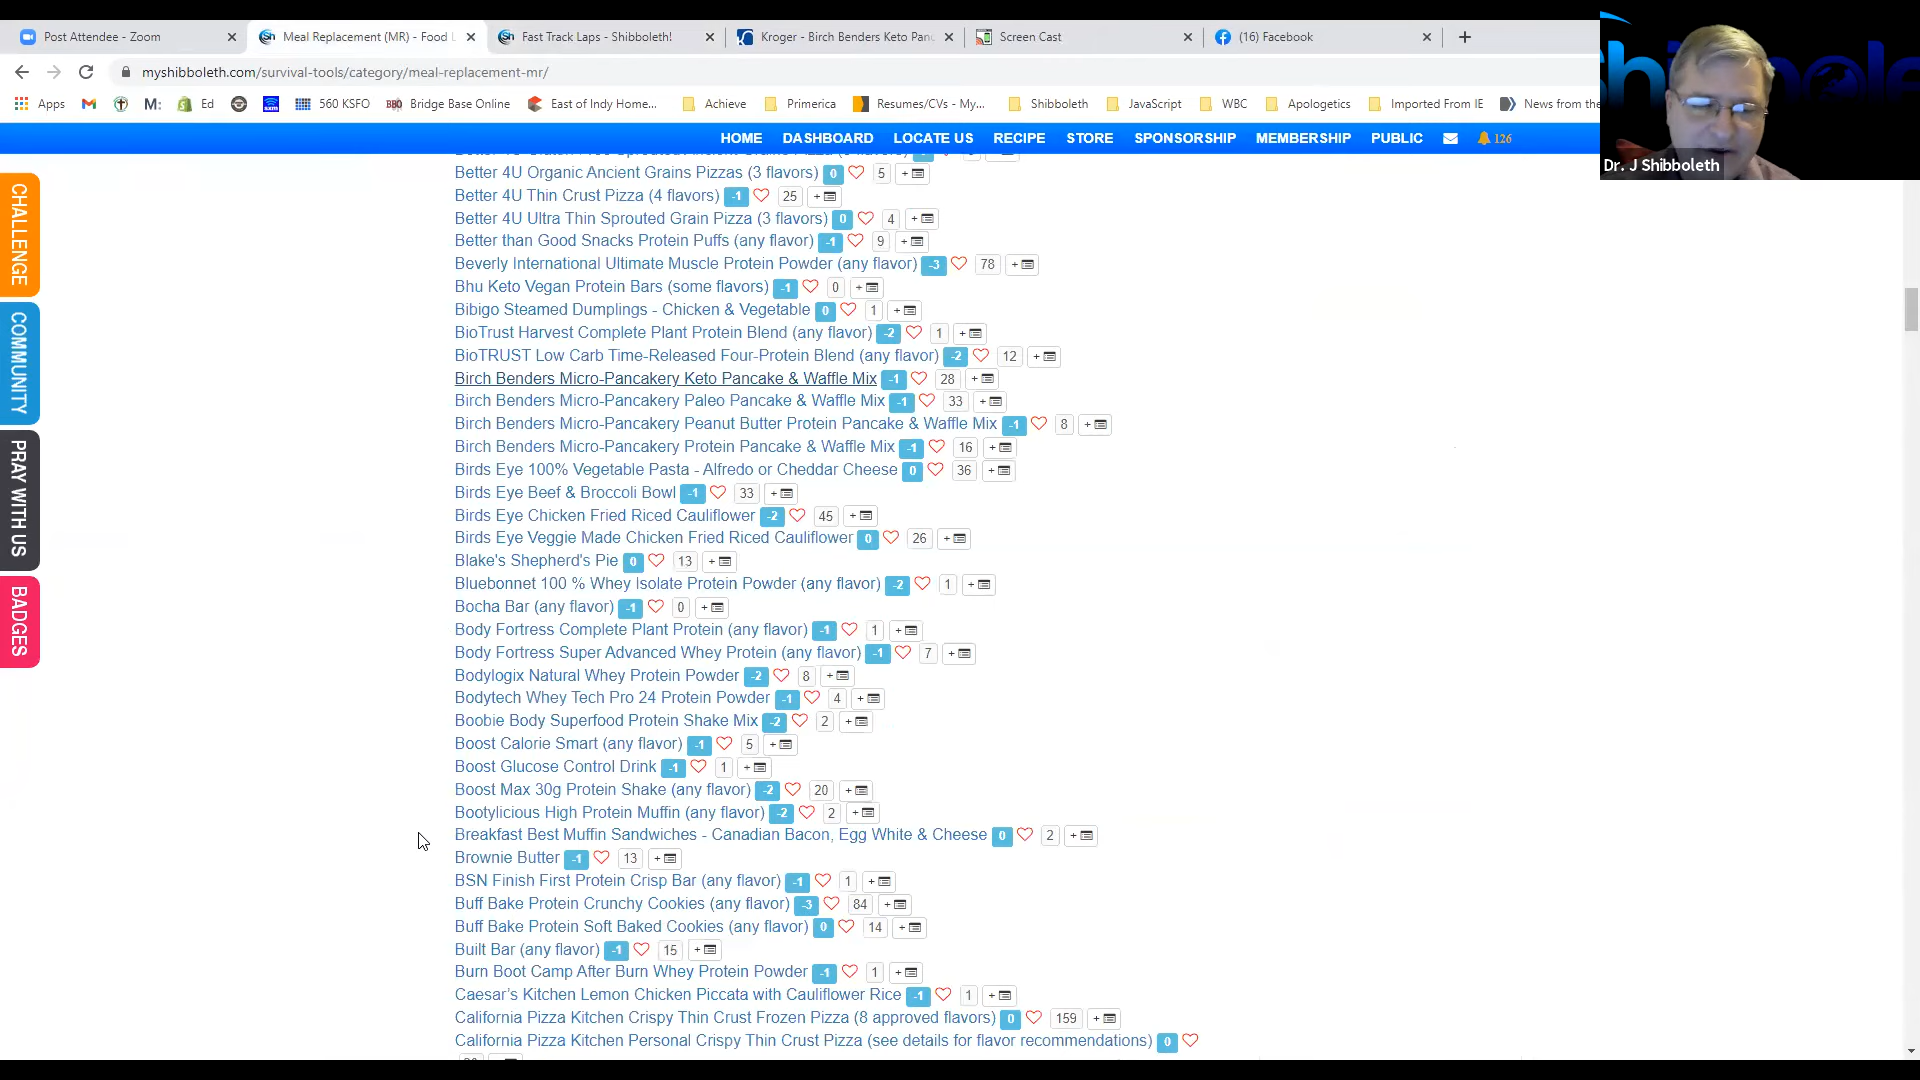 Post Attendee - Zoom
Meal Replacement (MR) - Food L
Fast Track Laps - Shibboleth!
Kroger - Birch Benders Keto Pan
Screen Cast
(16) Facebook
myshibboleth.com/survival-tools/category/meal-replacement-mr/
Apps
M:
Ed
560 KSFO
BBO Bridge Base Online
East of Indy Home...
Achieve
Primerica
Resumes/CVs - My...
Shibboleth
JavaScript
WBC
Apologetics
Imported From IE
News from the
Dr. J Shibboleth
HOME DASHBOARD LOCATE US RECIPE STORE SPONSORSHIP MEMBERSHIP PUBLIC 126
CHALLENGE
COMMUNITY
PRAY WITH US
BADGES
Better 4U Organic Ancient Grains Pizzas (3 flavors) 0 5 +
Better 4U Thin Crust Pizza (4 flavors) -1 25 +
Better 4U Ultra Thin Sprouted Grain Pizza (3 flavors) 0 4 +
Better than Good Snacks Protein Puffs (any flavor) -1 9 +
Beverly International Ultimate Muscle Protein Powder (any flavor) -3 78 +
Bhu Keto Vegan Protein Bars (some flavors) -1 0 +
Bibigo Steamed Dumplings - Chicken & Vegetable 0 1 +
BioTrust Harvest Complete Plant Protein Blend (any flavor) -2 1 +
BioTRUST Low Carb Time-Released Four-Protein Blend (any flavor) -2 12 +
Birch Benders Micro-Pancakery Keto Pancake & Waffle Mix -1 28 +
Birch Benders Micro-Pancakery Paleo Pancake & Waffle Mix -1 33 +
Birch Benders Micro-Pancakery Peanut Butter Protein Pancake & Waffle Mix -1 8 +
Birch Benders Micro-Pancakery Protein Pancake & Waffle Mix -1 16 +
Birds Eye 100% Vegetable Pasta - Alfredo or Cheddar Cheese 0 36 +
Birds Eye Beef & Broccoli Bowl -1 33 +
Birds Eye Chicken Fried Riced Cauliflower -2 45 +
Birds Eye Veggie Made Chicken Fried Riced Cauliflower 0 26 +
Blake's Shepherd's Pie 0 13 +
Bluebonnet 100 % Whey Isolate Protein Powder (any flavor) -2 1 +
Bocha Bar (any flavor) -1 0 +
Body Fortress Complete Plant Protein (any flavor) -1 1 +
Body Fortress Super Advanced Whey Protein (any flavor) -1 7 +
Bodylogix Natural Whey Protein Powder -2 8 +
Bodytech Whey Tech Pro 24 Protein Powder -1 4 +
Boobie Body Superfood Protein Shake Mix -2 2 +
Boost Calorie Smart (any flavor) -1 5 +
Boost Glucose Control Drink -1 1 +
Boost Max 30g Protein Shake (any flavor) -2 20 +
Bootylicious High Protein Muffin (any flavor) -2 2 +
Breakfast Best Muffin Sandwiches - Canadian Bacon, Egg White & Cheese 0 2 +
Brownie Butter -1 13 +
BSN Finish First Protein Crisp Bar (any flavor) -1 1 +
Buff Bake Protein Crunchy Cookies (any flavor) -3 84 +
Buff Bake Protein Soft Baked Cookies (any flavor) 0 14 +
Built Bar (any flavor) -1 15 +
Burn Boot Camp After Burn Whey Protein Powder -1 1 +
Caesar's Kitchen Lemon Chicken Piccata with Cauliflower Rice -1 1 +
California Pizza Kitchen Crispy Thin Crust Frozen Pizza (8 approved flavors) 0 159 +
California Pizza Kitchen Personal Crispy Thin Crust Pizza (see details for flavor recommendations) 0